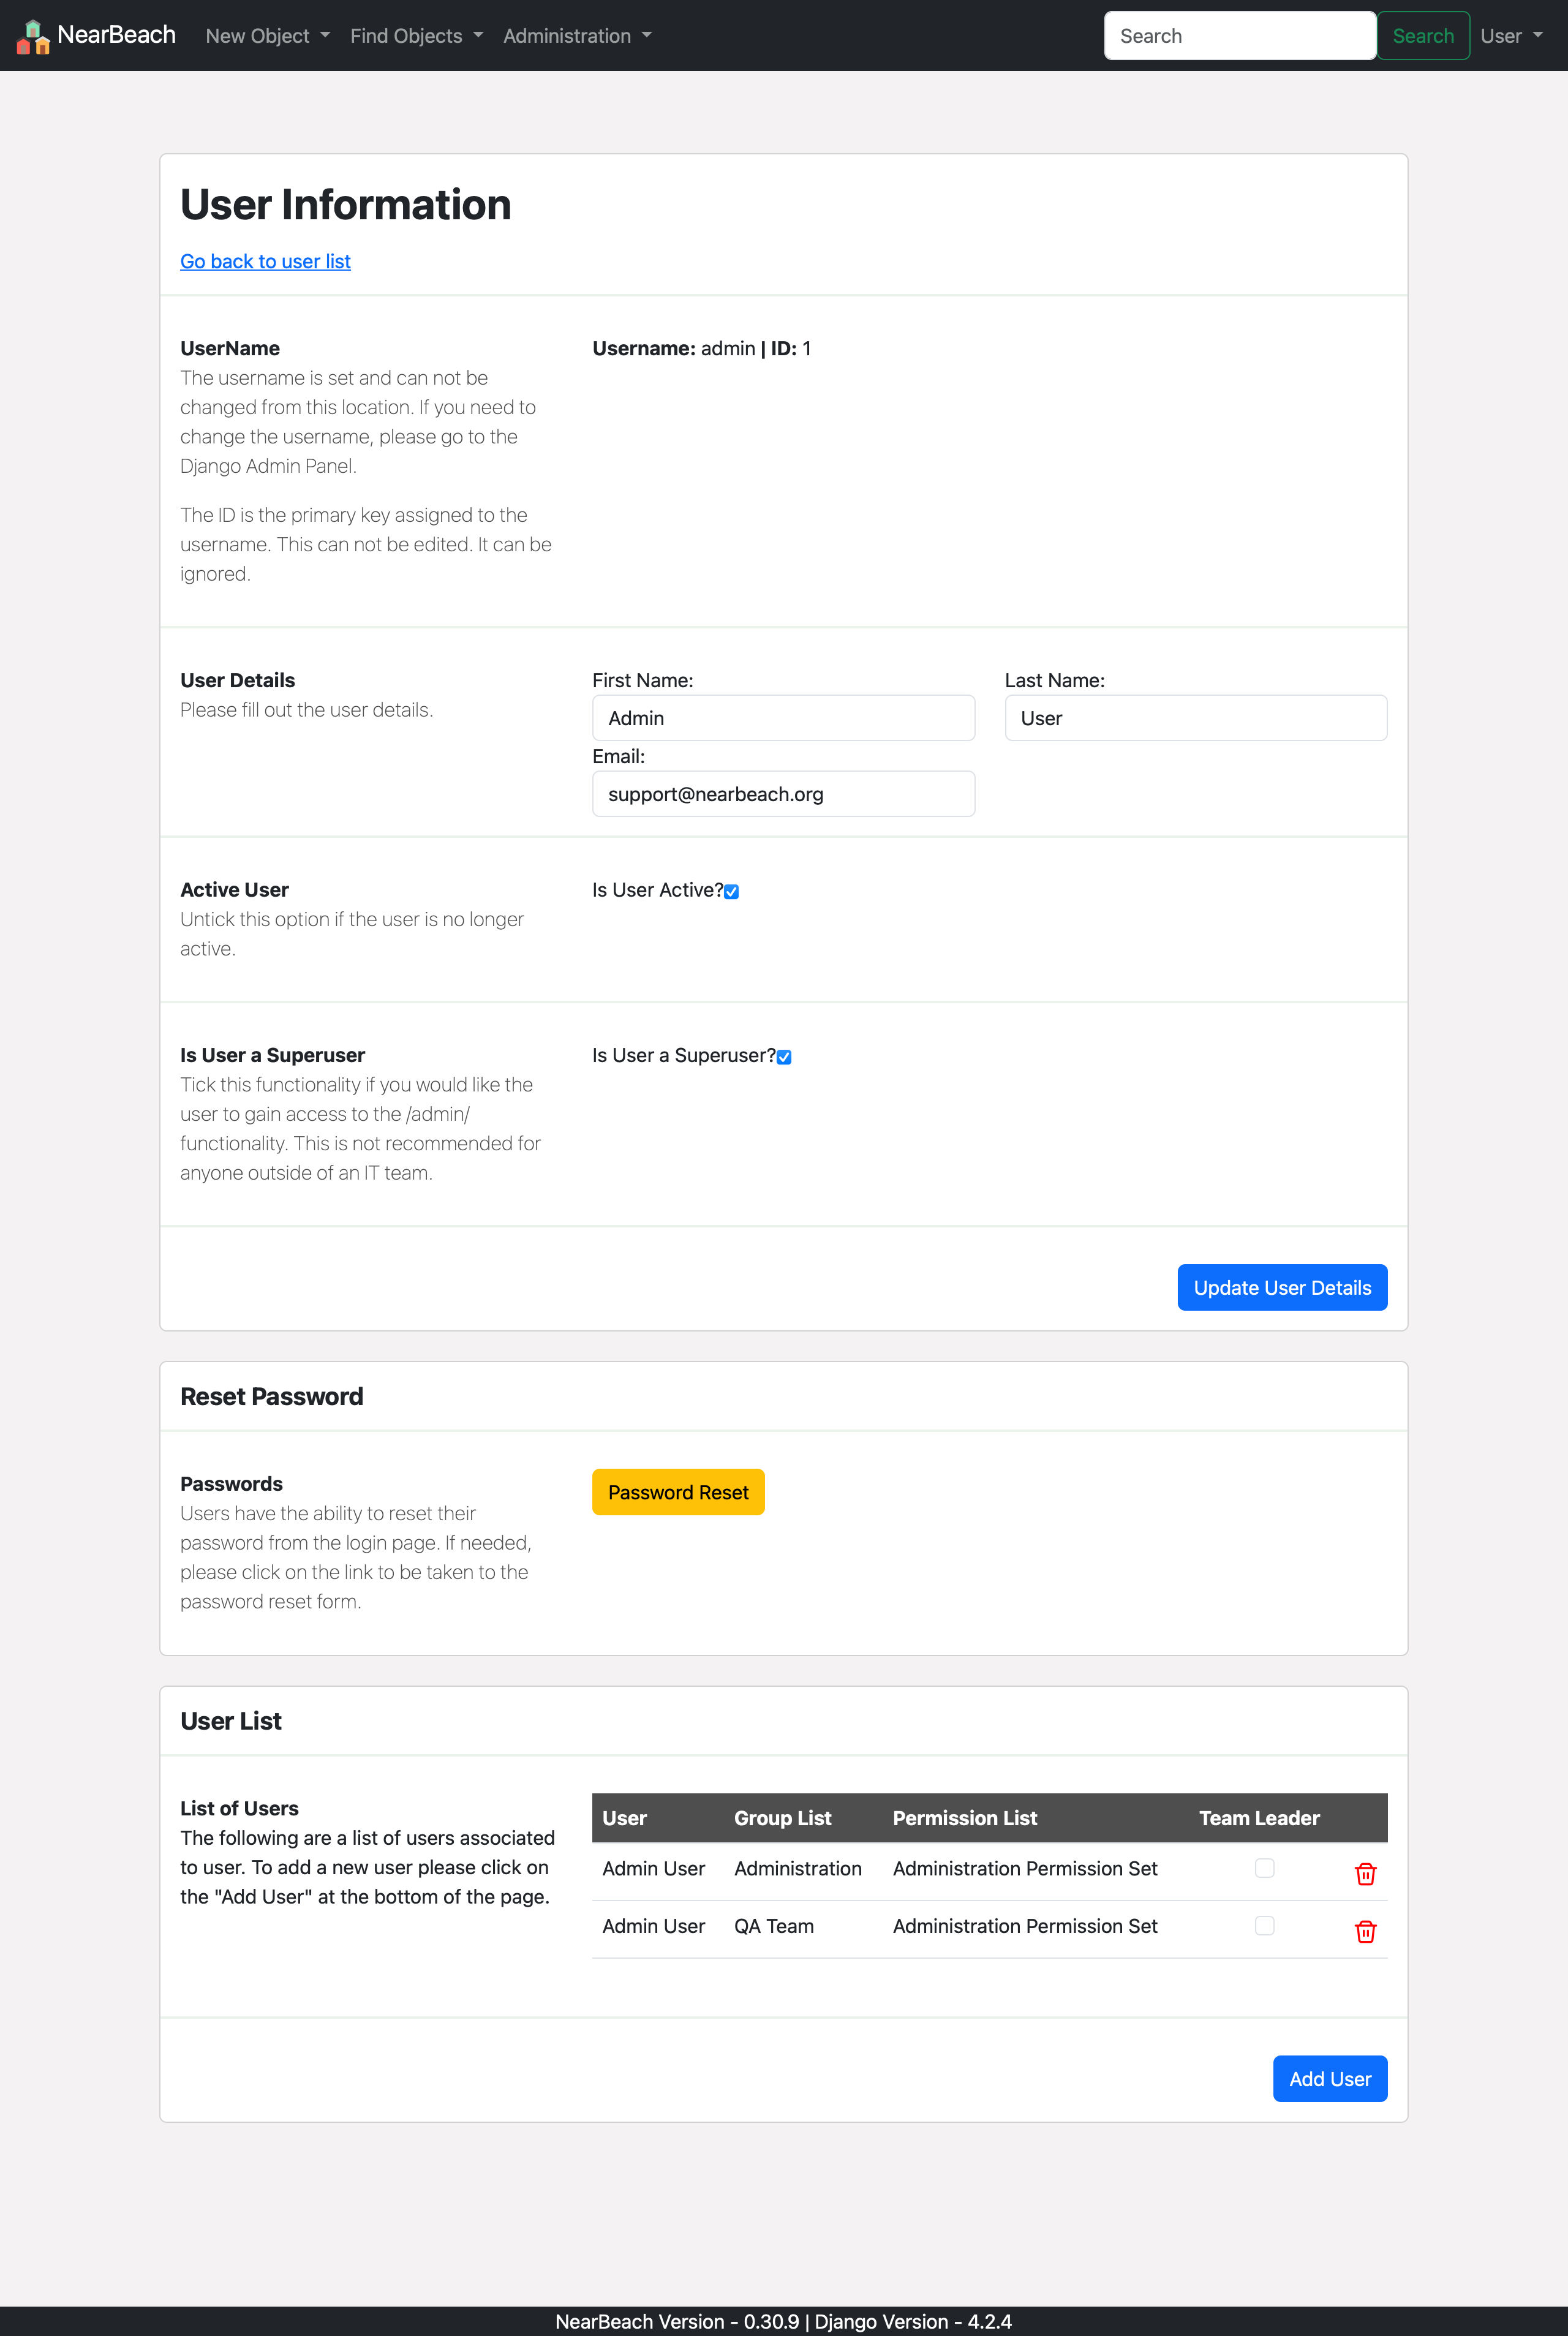 NearBeach New Object Find Objects Administration Search Search User
User Information
Go back to user list
UserName
The username is set and can not be
changed from this location. If you need to
change the username, please go to the
Django Admin Panel.
The ID is the primary key assigned to the
username. This can not be edited. It can be
ignored.
Username: admin | ID: 1
User Details
Please fill out the user details.
First Name:
Admin
Last Name:
User
Email:
support@nearbeach.org
Active User
Untick this option if the user is no longer
active.
Is User Active?
Is User a Superuser
Tick this functionality if you would like the
user to gain access to the /admin/
functionality. This is not recommended for
anyone outside of an IT team.
Is User a Superuser?
Update User Details
Reset Password
Passwords
Users have the ability to reset their
password from the login page. If needed,
please click on the link to be taken to the
password reset form.
Password Reset
User List
List of Users
The following are a list of users associated
to user. To add a new user please click on
the "Add User" at the bottom of the page.
User Group List Permission List Team Leader
Admin User Administration Administration Permission Set
Admin User QA Team Administration Permission Set
Add User
NearBeach Version - 0.30.9 | Django Version - 4.2.4